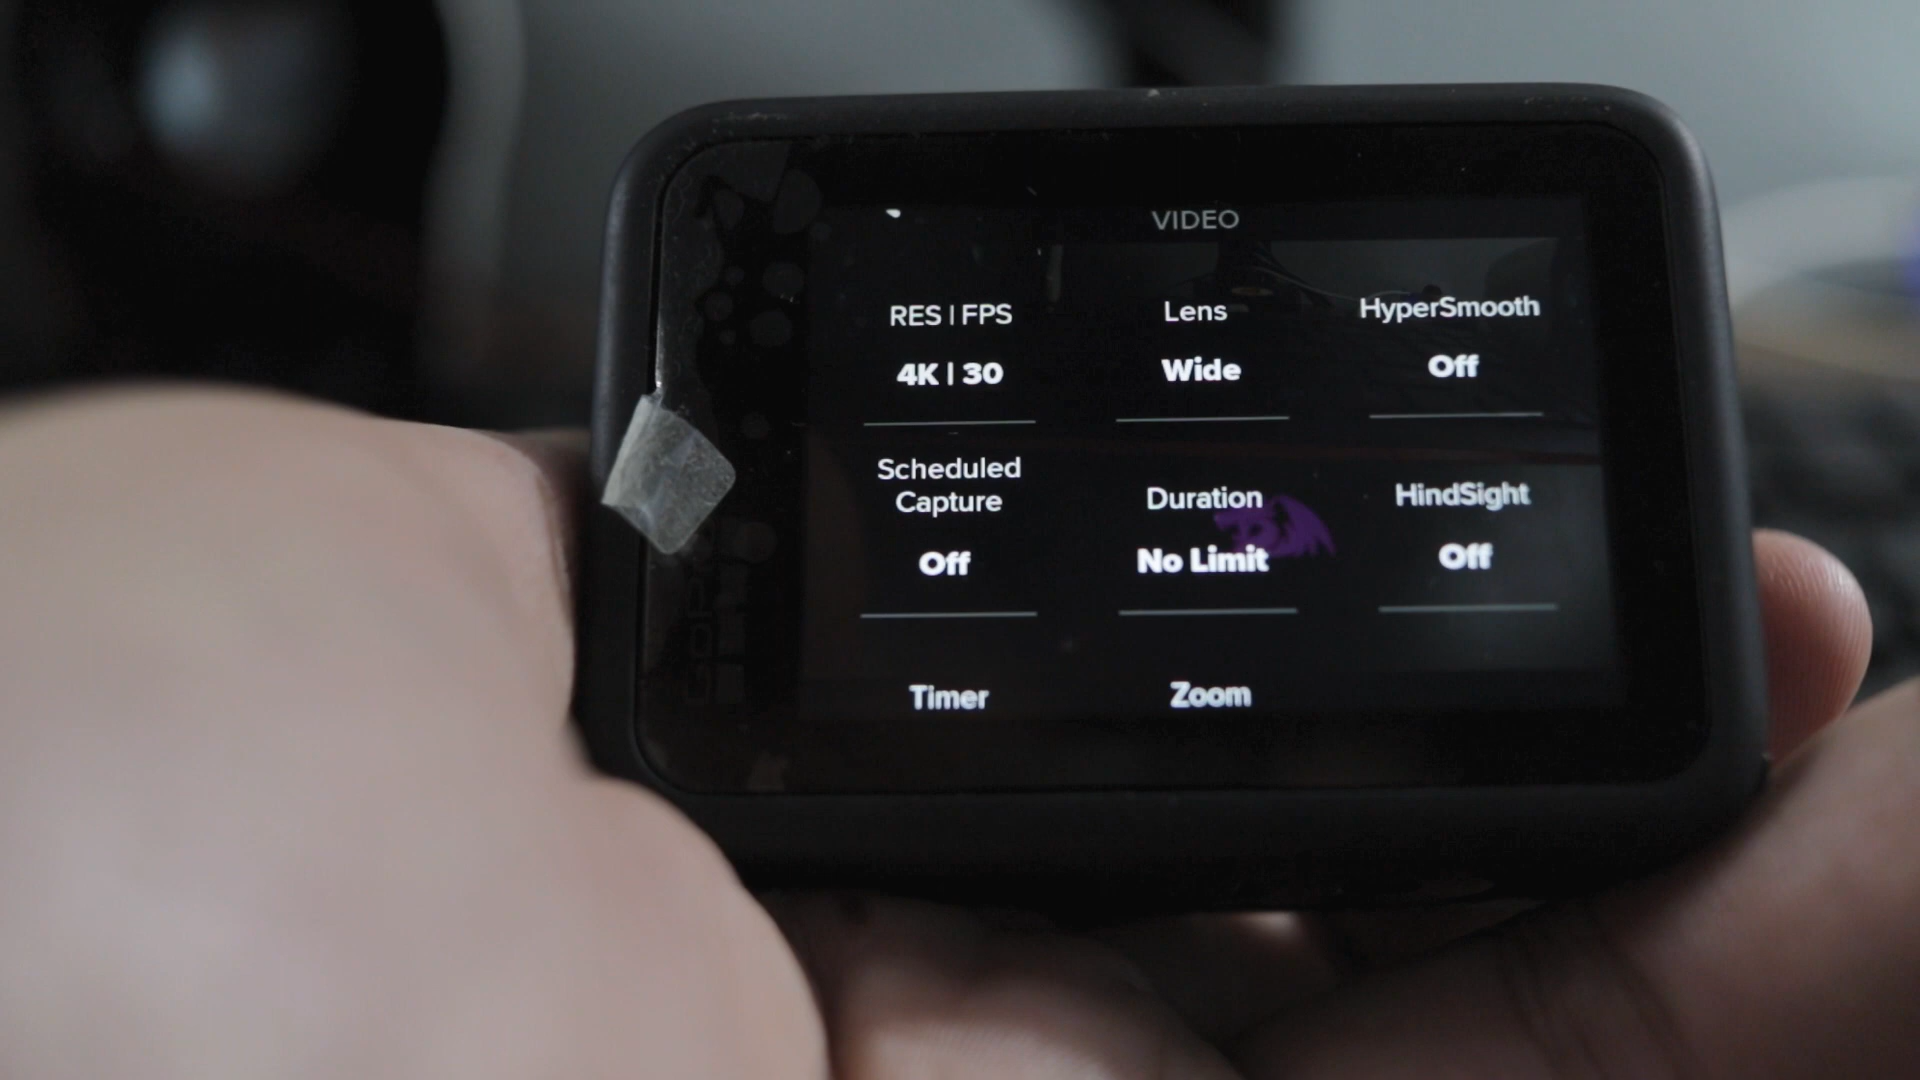 VIDEO
RES | FPS
4K | 30
Lens
Wide
HyperSmooth
Off
Scheduled
Capture
Off
Duration
No Limit
HindSight
Off
Timer
Zoom
GoPro